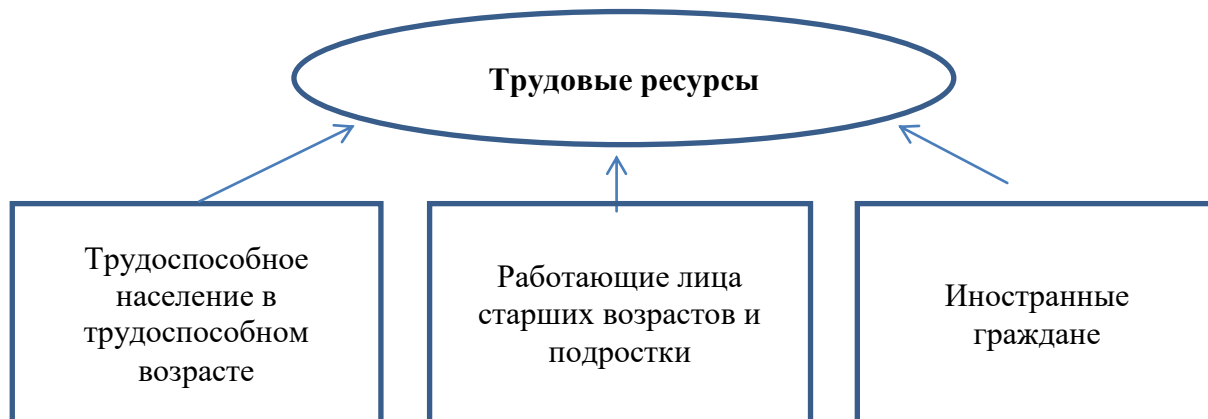 Трудовые ресурсы
Трудоспособное
население в
трудоспособном
возрасте
Работающие лица
старших возрастов и
подростки
Иностранные
граждане